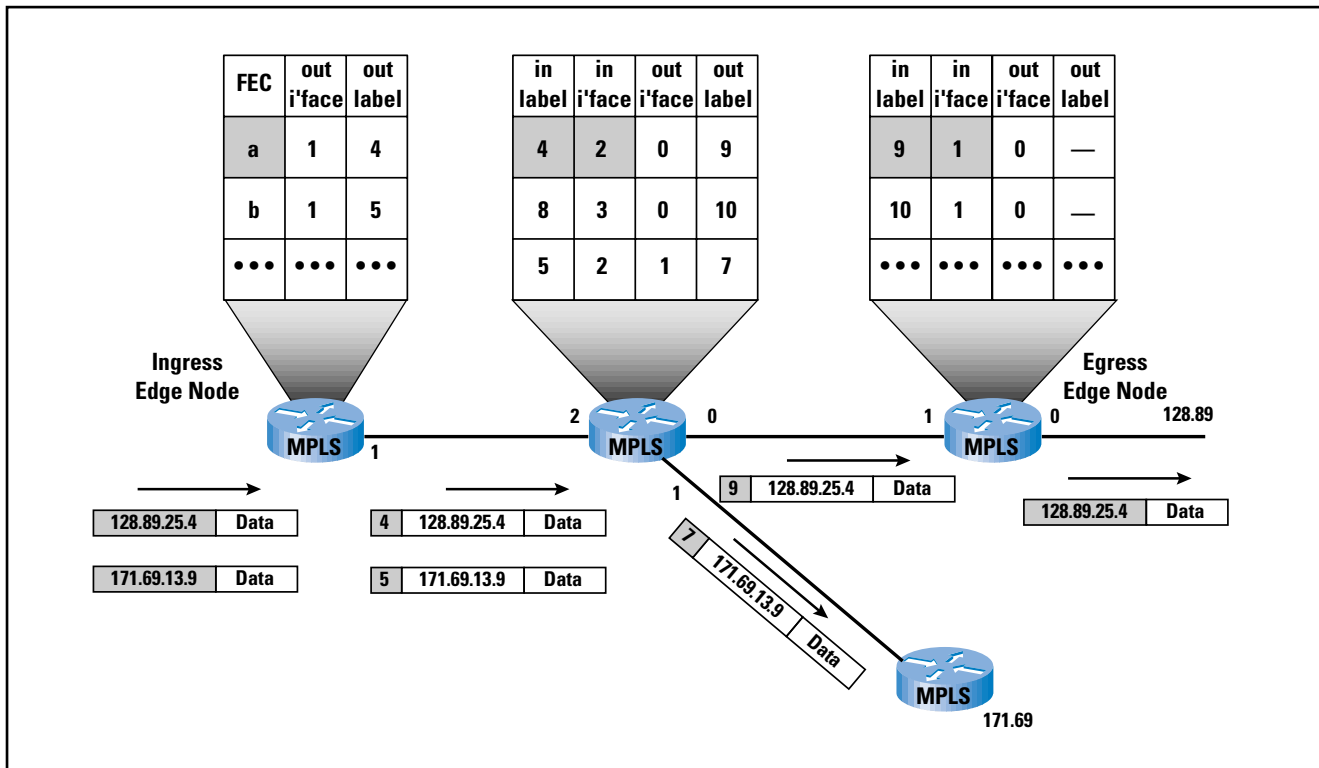 FEC out i'face out label
a 1 4
b 1 5
••• ••• •••
in label in i'face out i'face out label
4 2 0 9
8 3 0 10
5 2 1 7
in label in i'face out i'face out label
9 1 0 —
10 1 0 —
••• ••• ••• •••
Ingress
Edge Node
Egress
Edge Node
MPLS
1
2
MPLS
0
1
1
MPLS
0
128.89
128.89.25.4 Data
171.69.13.9 Data
4 128.89.25.4 Data
5 171.69.13.9 Data
9 128.89.25.4 Data
128.89.25.4 Data
7 171.69.13.9 Data
MPLS
171.69